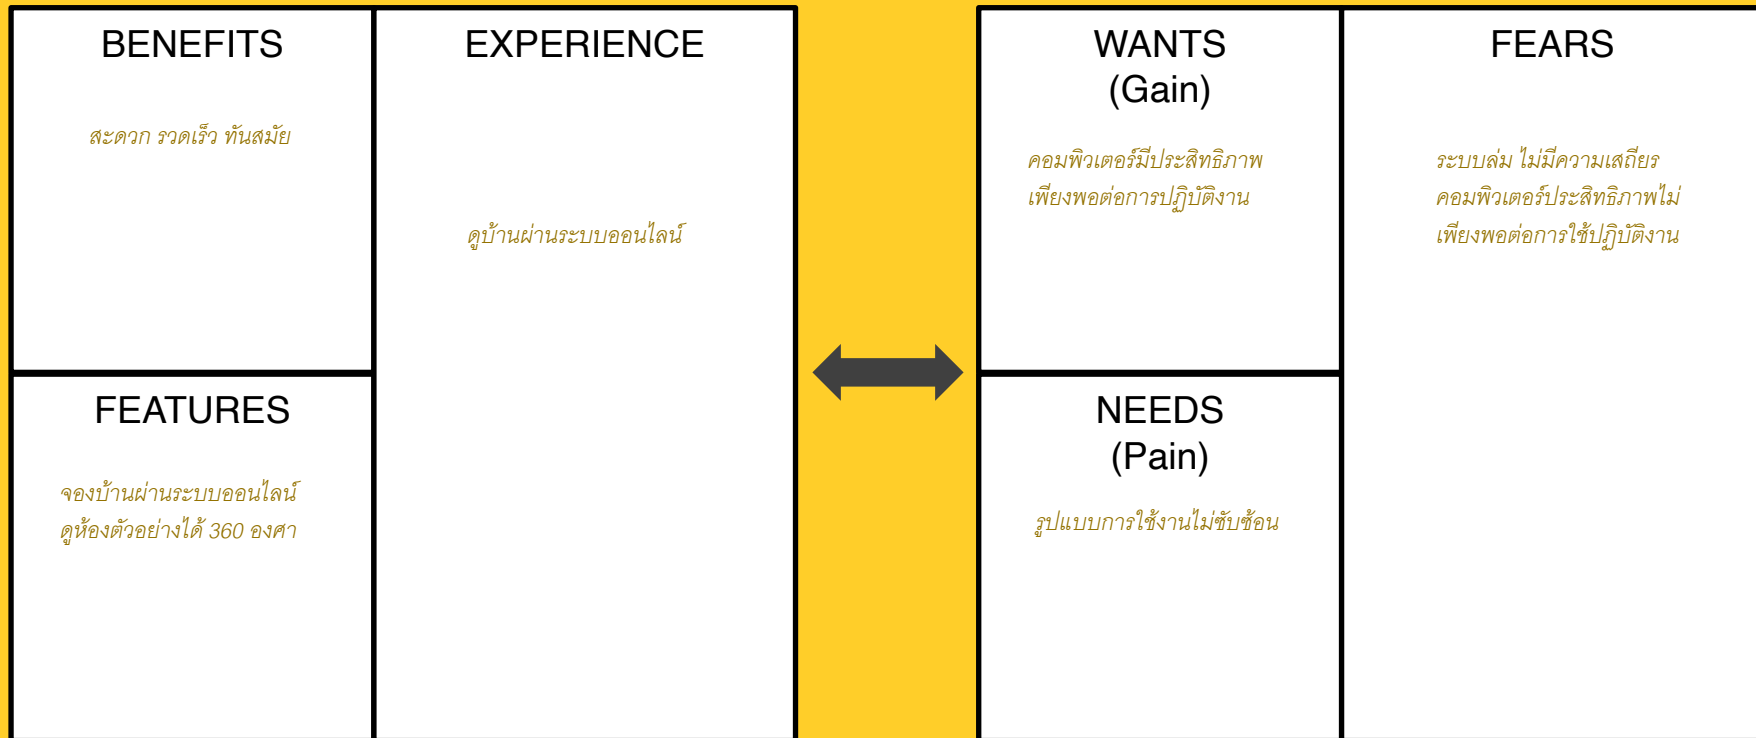 BENEFITS
สะดวก รวดเร็ว ทันสมัย
EXPERIENCE
ดูบ้านผ่านระบบออนไลน์
FEATURES
จองบ้านผ่านระบบออนไลน์
ดูห้องตัวอย่างได้ 360 องศา
WANTS
(Gain)
คอมพิวเตอร์มีประสิทธิภาพ
เพียงพอต่อการปฏิบัติงาน
FEARS
ระบบล่ม ไม่มีความเสถียร
คอมพิวเตอร์ประสิทธิภาพไม่
เพียงพอต่อการใช้ปฏิบัติงาน
NEEDS
(Pain)
รูปแบบการใช้งานไม่ซับซ้อน